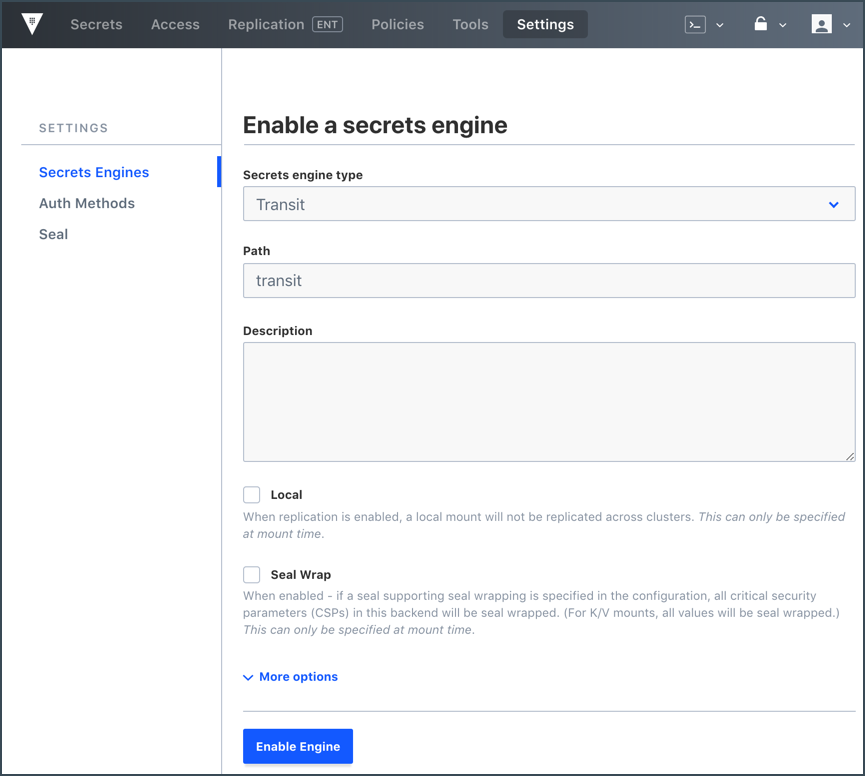 Secrets Access Replication ENT Policies Tools Settings
SETTINGS
Secrets Engines
Auth Methods
Seal
Enable a secrets engine
Secrets engine type
Transit
Path
transit
Description
Local
When replication is enabled, a local mount will not be replicated across clusters. This can only be specified
at mount time.
Seal Wrap
When enabled - if a seal supporting seal wrapping is specified in the configuration, all critical security
parameters (CSPs) in this backend will be seal wrapped. (For K/V mounts, all values will be seal wrapped.)
This can only be specified at mount time.
More options
Enable Engine